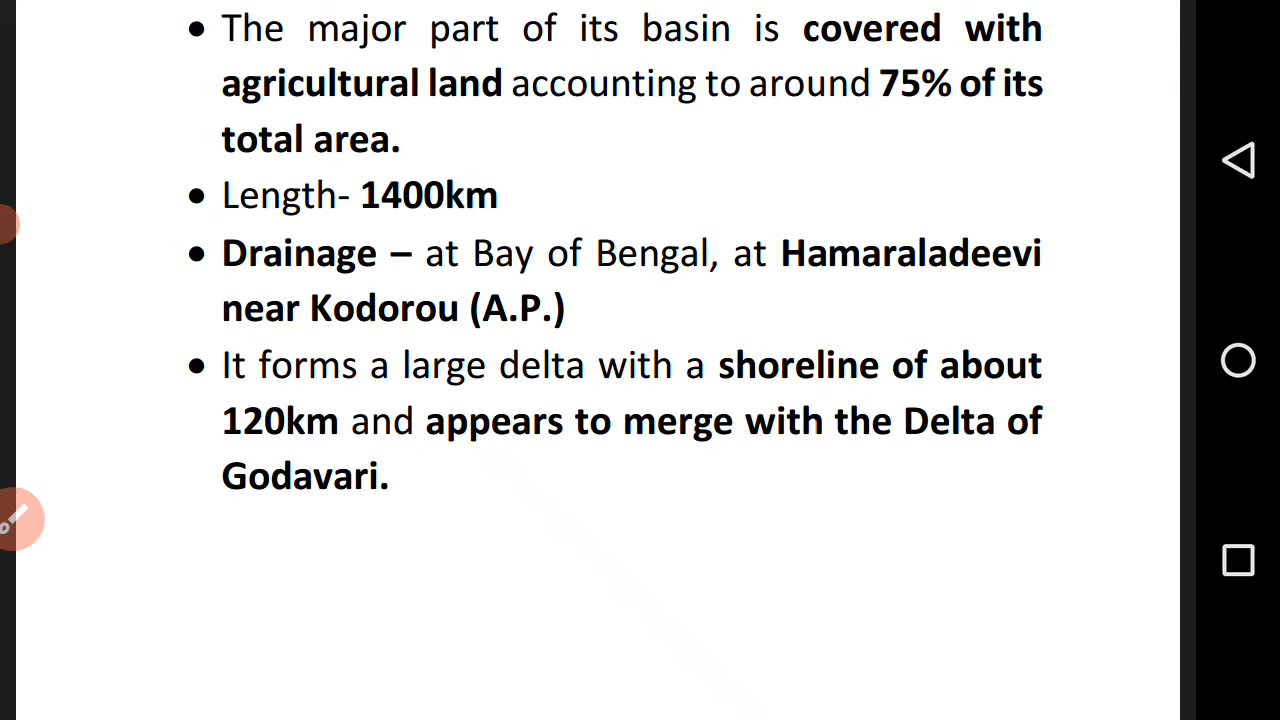 • The major part of its basin is covered with
agricultural land accounting to around 75% of its
total area.
• Length- 1400km
• Drainage – at Bay of Bengal, at Hamaraladeevi
near Kodorou (A.P.)
• It forms a large delta with a shoreline of about
120km and appears to merge with the Delta of
Godavari.